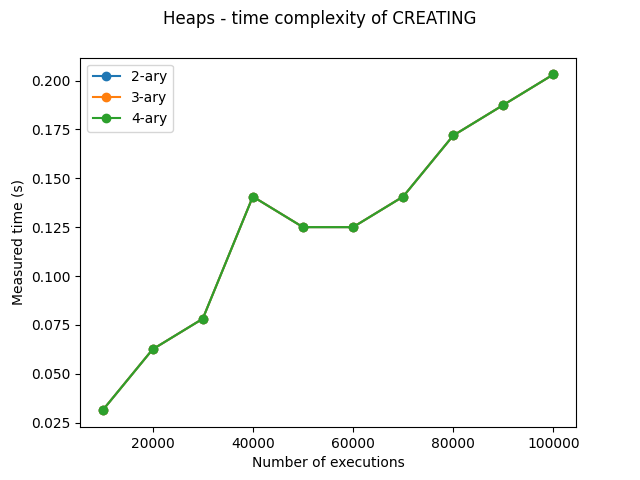 Heaps - time complexity of CREATING
2-ary
3-ary
4-ary
0.200
0.175
0.150
0.125
0.100
0.075
0.050
0.025
Measured time (s)
20000 40000 60000 80000 100000
Number of executions